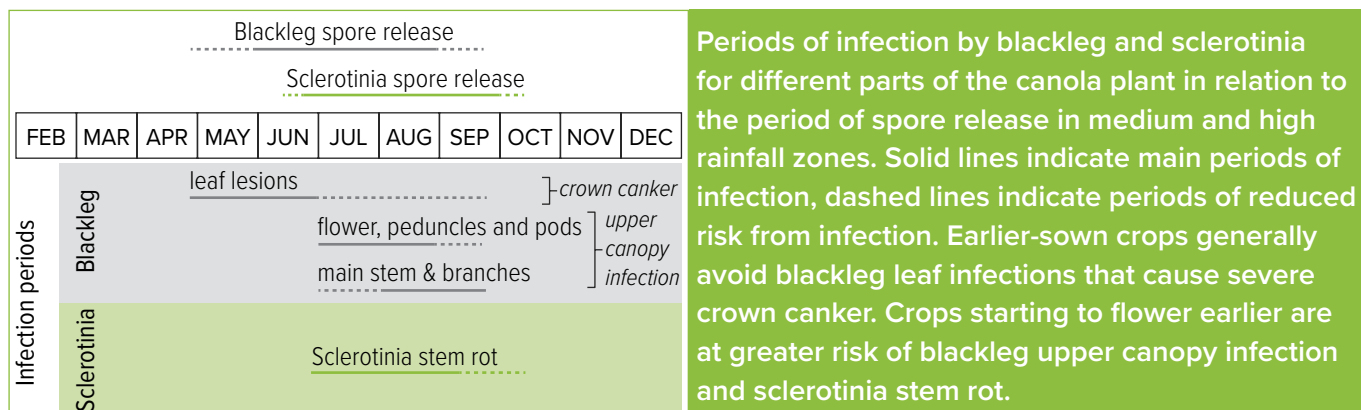 Blackleg spore release
Sclerotinia spore release
FEB MAR APR MAY JUN JUL AUG SEP OCT NOV DEC
Infection periods
Blackleg
leaf lesions
crown canker
flower, peduncles and pods
main stem & branches
upper
canopy
infection
Sclerotinia
Sclerotinia stem rot
Periods of infection by blackleg and sclerotinia
for different parts of the canola plant in relation to
the period of spore release in medium and high
rainfall zones. Solid lines indicate main periods of
infection, dashed lines indicate periods of reduced
risk from infection. Earlier-sown crops generally
avoid blackleg leaf infections that cause severe
crown canker. Crops starting to flower earlier are
at greater risk of blackleg upper canopy infection
and sclerotinia stem rot.